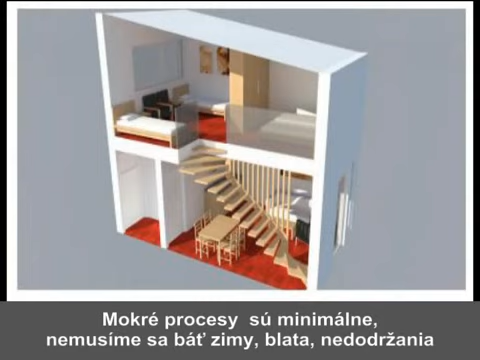 Mokré procesy  sú minimálne,
nemusíme sa báť zimy, blata, nedodržania